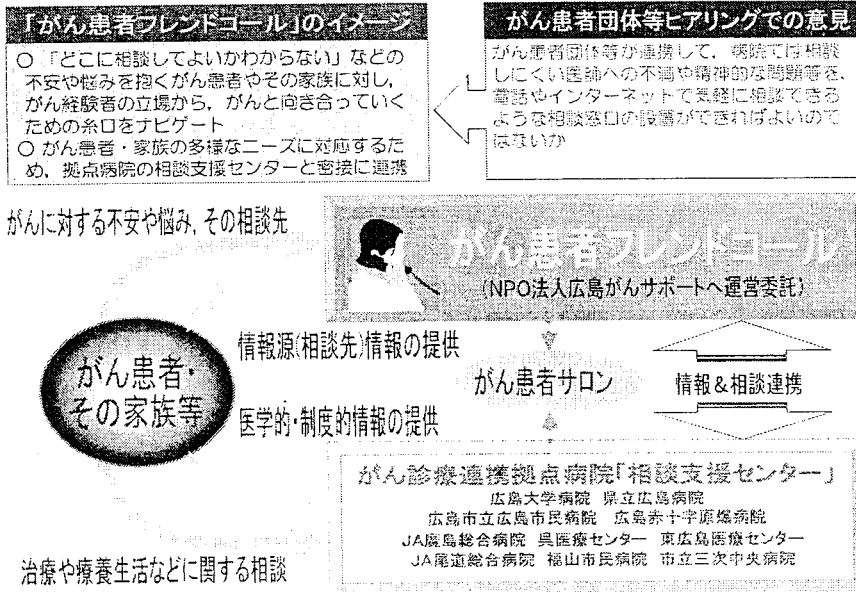 「がん患者フレンドコール」のイメージ
○ 「どこに相談してよいかわからない」などの
不安や悩みを抱くがん患者やその家族に対し,
がん経験者の立場から,がんと向き合っていく
ための糸口をナビゲート
○ がん患者・家族の多様なニーズに対応するた
め,拠点病院の相談支援センターと密接に連携
がん患者団体等ヒアリングでの意見
がん患者団体等が連携して,病院では相談
しにくい医師への不満や精神的な問題等を,
電話やインターネットで気軽に相談できる
ような相談窓口の設置ができればよいので
はないか
がんに対する不安や悩み,その相談先
がん患者フレンドコール
(NPO法人広島がんサポートへ運営委託)
がん患者・
その家族等
情報源(相談先)情報の提供
医学的・制度的情報の提供
がん患者サロン
情報&相談連携
がん診療連携拠点病院「相談支援センター」
広島大学病院 県立広島病院
広島市立広島市民病院 広島赤十字原爆病院
JA廣島総合病院 呉医療センター 東広島医療センター
JA尾道総合病院 福山市民病院 市立三次中央病院
治療や療養生活などに関する相談